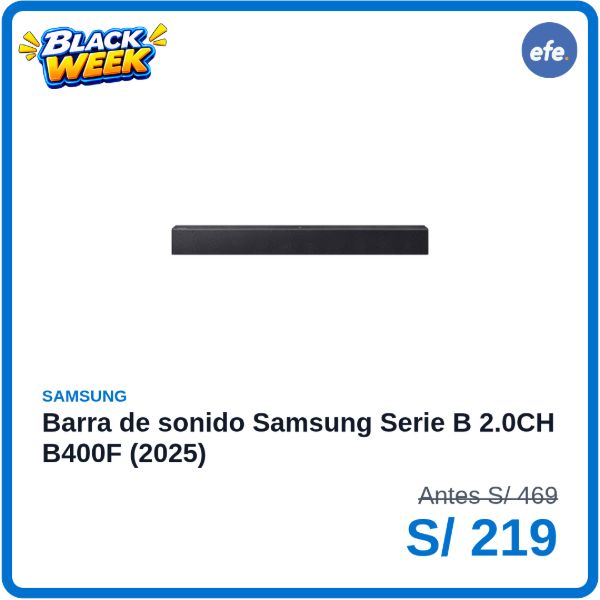 BLACK
WEEK
efe.
SAMSUNG
Barra de sonido Samsung Serie B 2.0CH
B400F (2025)
Antes S/ 469
S/ 219